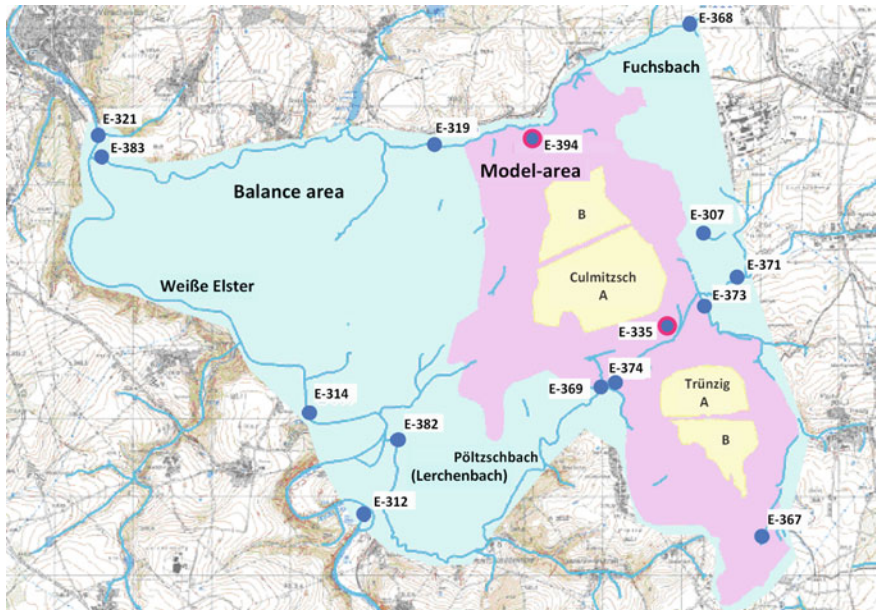 E-368
Fuchsbach
E-321
E-383
E-319
E-394
Balance area
Model-area
B
E-307
Culmitzsch
A
E-371
Weiße Elster
E-373
E-335
E-374
E-369
Trünzig
A
E-314
E-382
B
Pöltzschbach
(Lerchenbach)
E-312
E-367